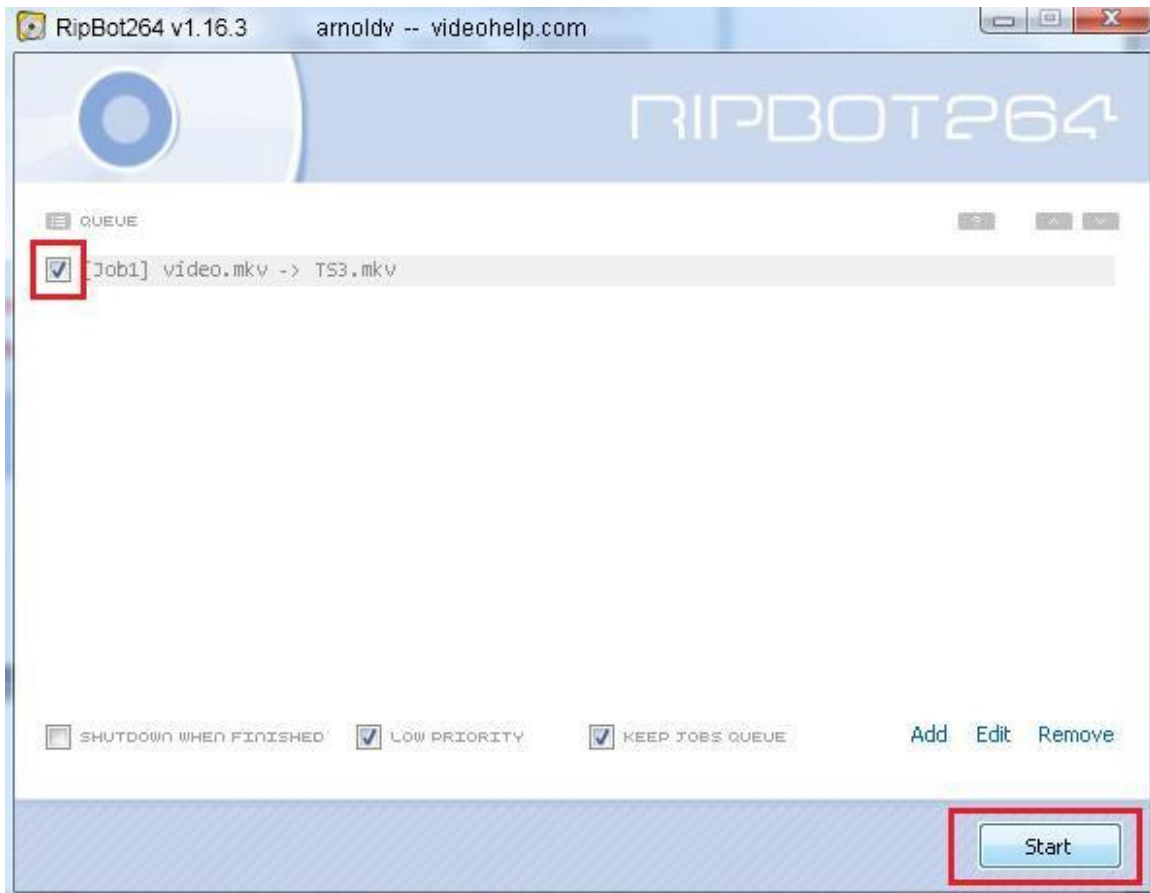 RipBot264 v1.16.3 arnoldv -- videohelp.com
RIPBOT264
QUEUE
?
[Job1] video.mkv -> TS3.mkv
SHUTDOWN WHEN FINISHED LOW PRIORITY KEEP JOBS QUEUE Add Edit Remove
Start